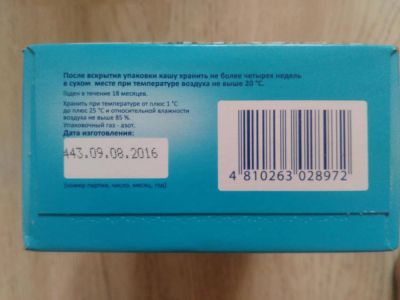 После вскрытия упаковки кашу хранить не более четырех недель
в сухом месте при температуре воздуха не выше 20 °С.
Годен в течение 18 месяцев.
Хранить при температуре от плюс 1 °С
до плюс 25 °С и относительной влажности
воздуха не выше 85 %.
Упаковочный газ - азот.
Дата изготовления:
443.09.08.2016
(номер партии, число, месяц, год)
4 810263 028972